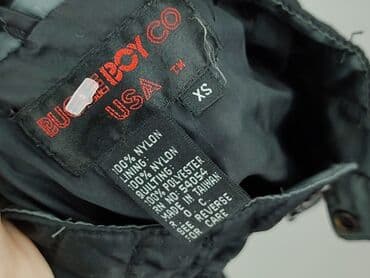 BU BOY CO
USA ™
XS
100% NYLON
LINING:
100% NYLON
QUILTING:
100% POLYESTER
RN NO. 54054
MADE IN TAIWAN
R. O. C.
SEE REVERSE
FOR CARE